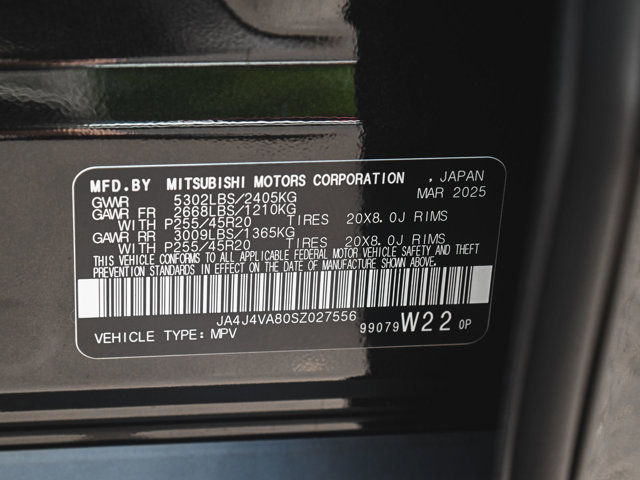 MFD.BY MITSUBISHI MOTORS CORPORATION , JAPAN
GVWR 5302LBS/2405KG MAR 2025
GAWR FR 2668LBS/1210KG
WITH P255/45R20 TIRES 20X8.0J RIMS
GAWR RR 3009LBS/1365KG
WITH P255/45R20 TIRES 20X8.0J RIMS
THIS VEHICLE CONFORMS TO ALL APPLICABLE FEDERAL MOTOR VEHICLE SAFETY AND THEFT
PREVENTION STANDARDS IN EFFECT ON THE DATE OF MANUFACTURE SHOWN ABOVE.
JA4J4VA80SZ027556
VEHICLE TYPE: MPV 99079 W22 0P